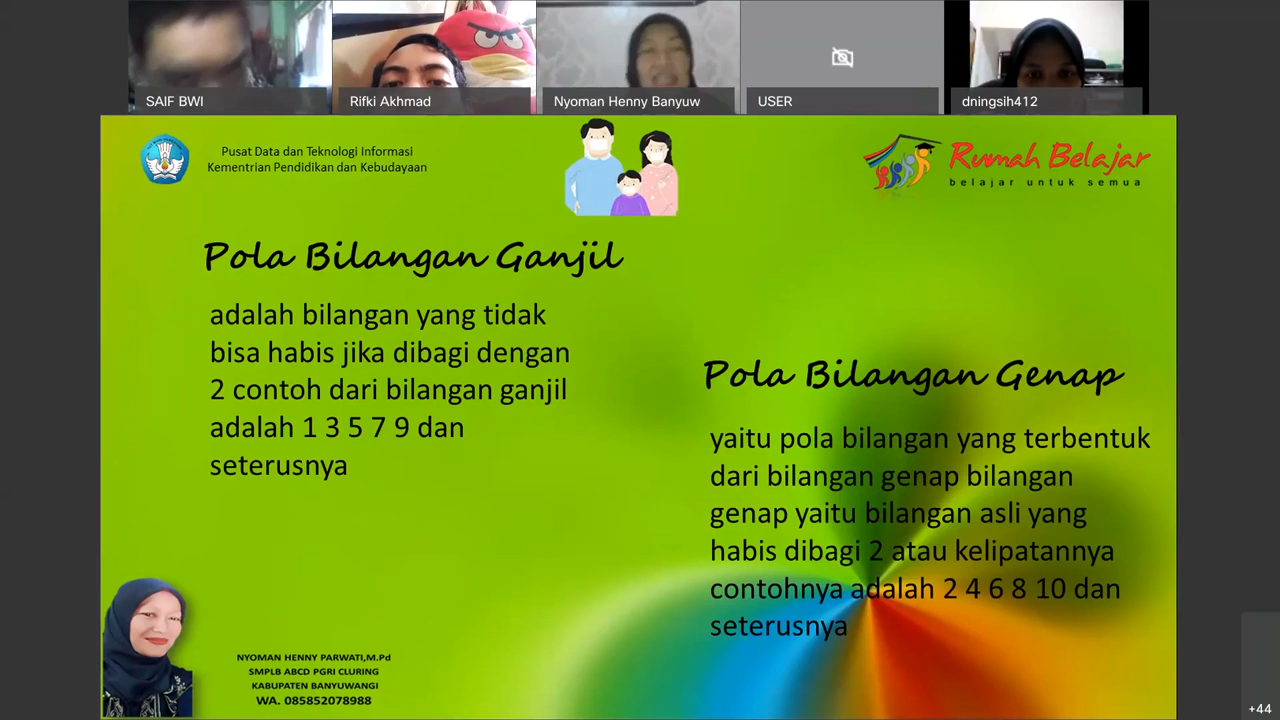 SAIF BWI
Rifki Akhmad
Nyoman Henny Banyuw
USER
dningsih412
Pusat Data dan Teknologi Informasi
Kementrian Pendidikan dan Kebudayaan
Rumah Belajar
belajar untuk semua
Pola Bilangan Ganjil
adalah bilangan yang tidak
bisa habis jika dibagi dengan
2 contoh dari bilangan ganjil
adalah 1 3 5 7 9 dan
seterusnya
Pola Bilangan Genap
yaitu pola bilangan yang terbentuk
dari bilangan genap bilangan
genap yaitu bilangan asli yang
habis dibagi 2 atau kelipatannya
contohnya adalah 2 4 6 8 10 dan
seterusnya
NYOMAN HENNY PARWATI,M.Pd
SMPLB ABCD PGRI CLURING
KABUPATEN BANYUWANGI
WA. 085852078988
+44